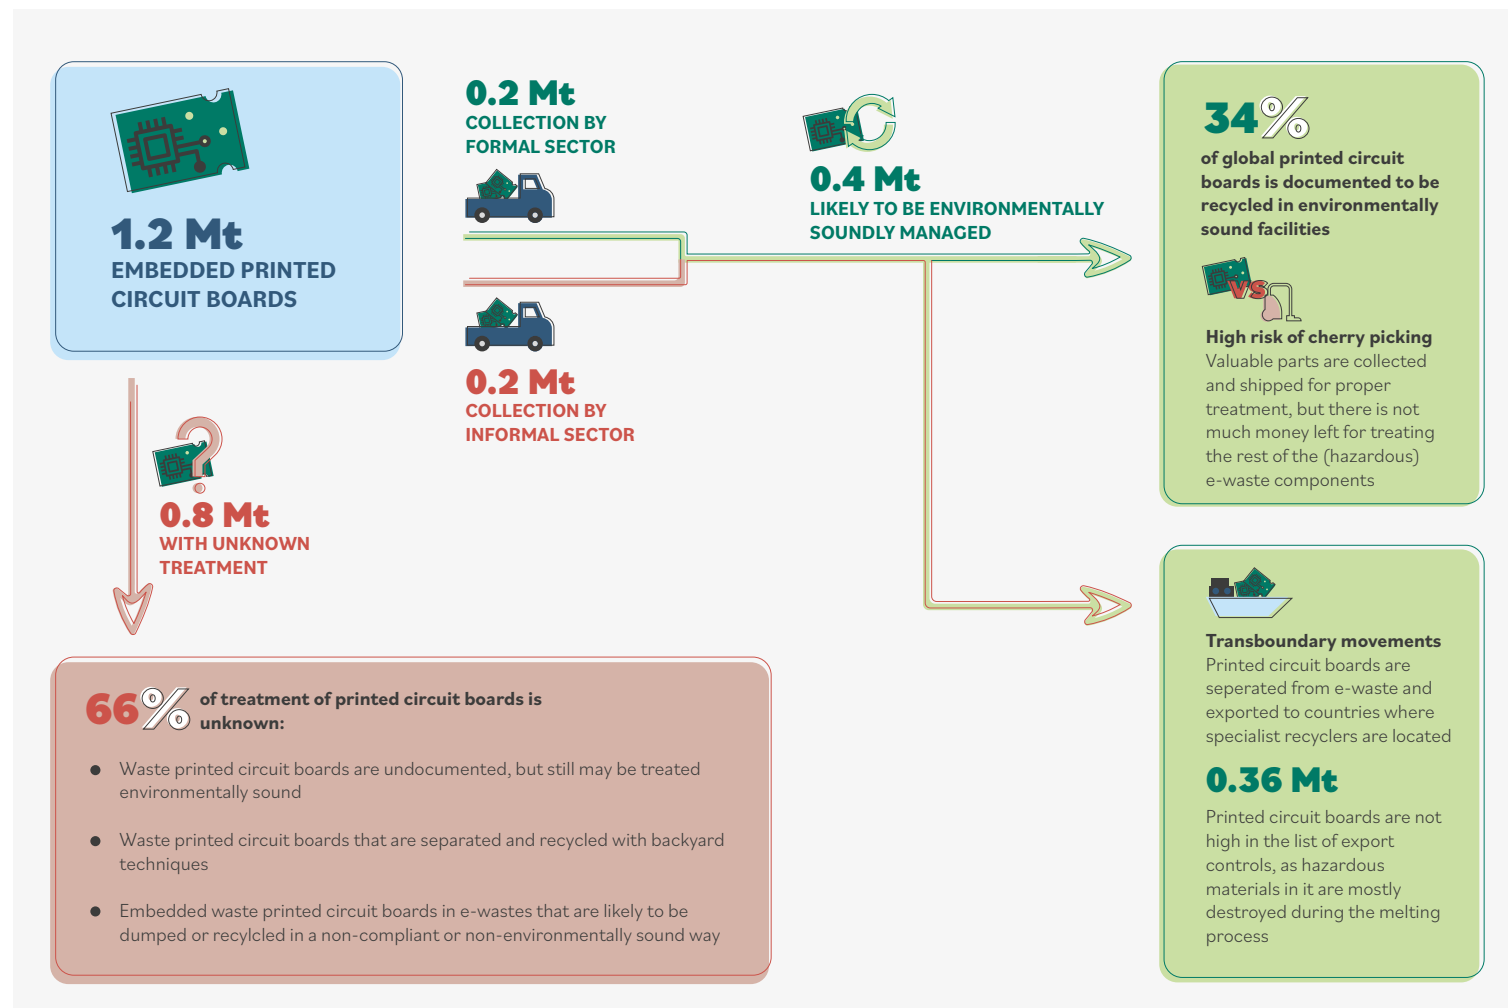 1.2 Mt
EMBEDDED PRINTED
CIRCUIT BOARDS
0.2 Mt
COLLECTION BY
FORMAL SECTOR
0.2 Mt
COLLECTION BY
INFORMAL SECTOR
0.4 Mt
LIKELY TO BE ENVIRONMENTALLY
SOUNDLY MANAGED
34%
of global printed circuit
boards is documented to be
recycled in environmentally
sound facilities
VS
High risk of cherry picking
Valuable parts are collected
and shipped for proper
treatment, but there is not
much money left for treating
the rest of the (hazardous)
e-waste components
?
0.8 Mt
WITH UNKNOWN
TREATMENT
66%
of treatment of printed circuit boards is
unknown:
● Waste printed circuit boards are undocumented, but still may be treated
environmentally sound
● Waste printed circuit boards that are separated and recycled with backyard
techniques
● Embedded waste printed circuit boards in e-wastes that are likely to be
dumped or recylcled in a non-compliant or non-environmentally sound way
Transboundary movements
Printed circuit boards are
seperated from e-waste and
exported to countries where
specialist recyclers are located
0.36 Mt
Printed circuit boards are not
high in the list of export
controls, as hazardous
materials in it are mostly
destroyed during the melting
process